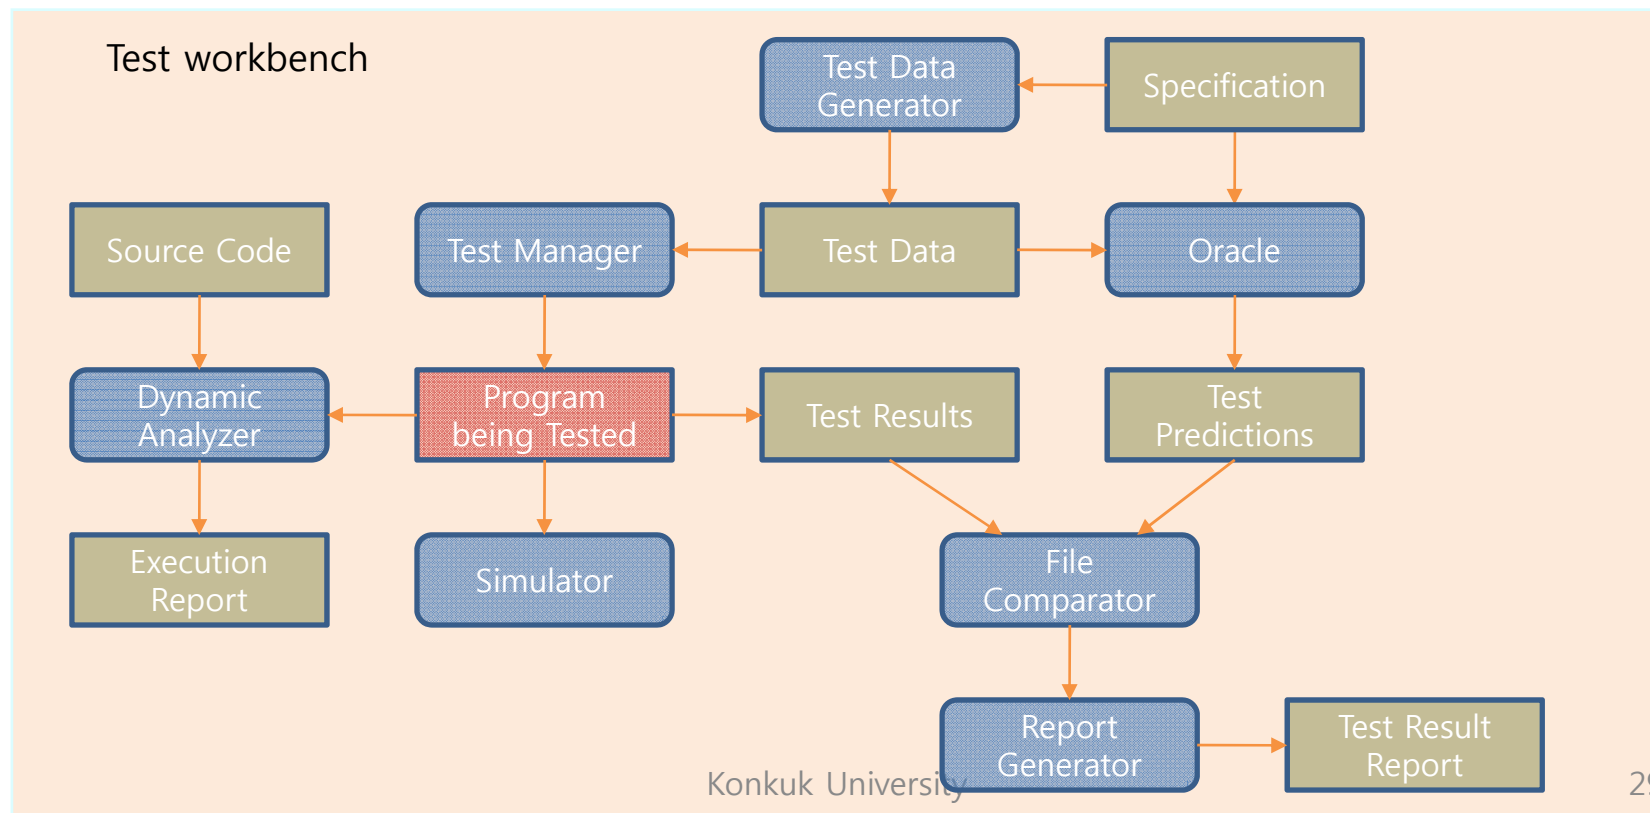 Test workbench
Test Data
Generator
Specification
Source Code
Test Manager
Test Data
Oracle
Dynamic
Analyzer
Program
being Tested
Test Results
Test
Predictions
Execution
Report
Simulator
File
Comparator
Report
Generator
Test Result
Report
Konkuk University
29